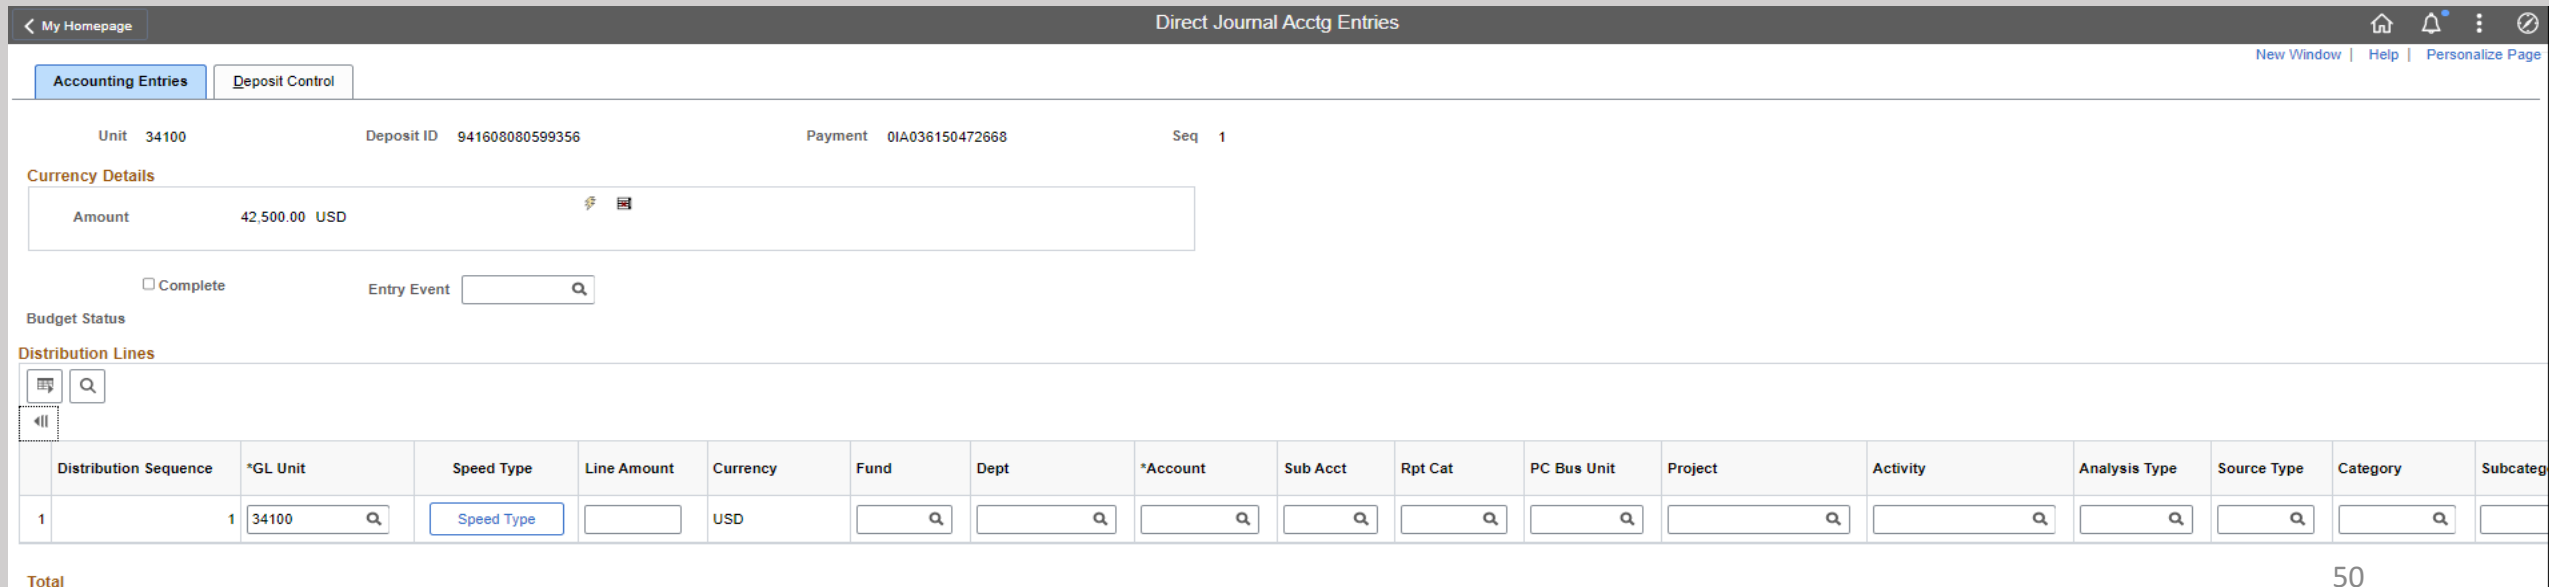 My Homepage
Direct Journal Acctg Entries
New Window | Help | Personalize Page
Accounting Entries
Deposit Control
Unit 34100 Deposit ID 941608080599356 Payment 0IA036150472668 Seq 1
Currency Details
Amount 42,500.00 USD
Complete Entry Event
Budget Status
Distribution Lines
Distribution Sequence *GL Unit Speed Type Line Amount Currency Fund Dept *Account Sub Acct Rpt Cat PC Bus Unit Project Activity Analysis Type Source Type Category Subcateg
1 1 34100 Speed Type USD
Total
50